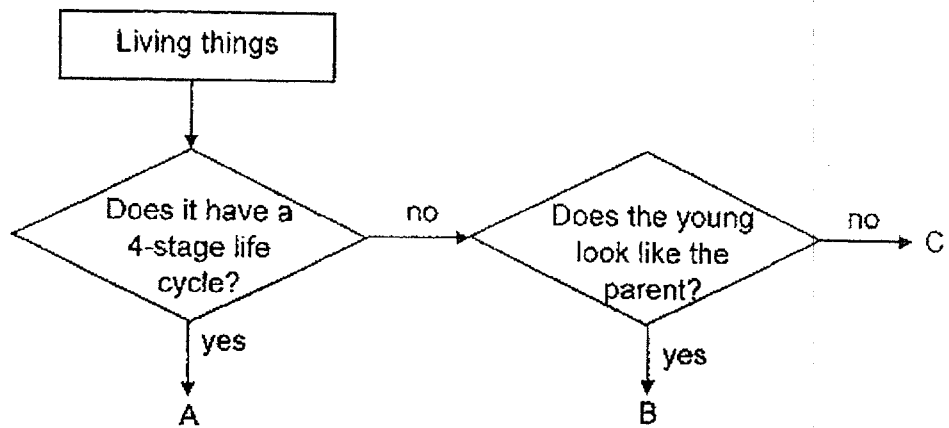 Living things
Does it have a
4-stage life
cycle?
no
Does the young
look like the
parent?
no
C
yes
yes
A
B